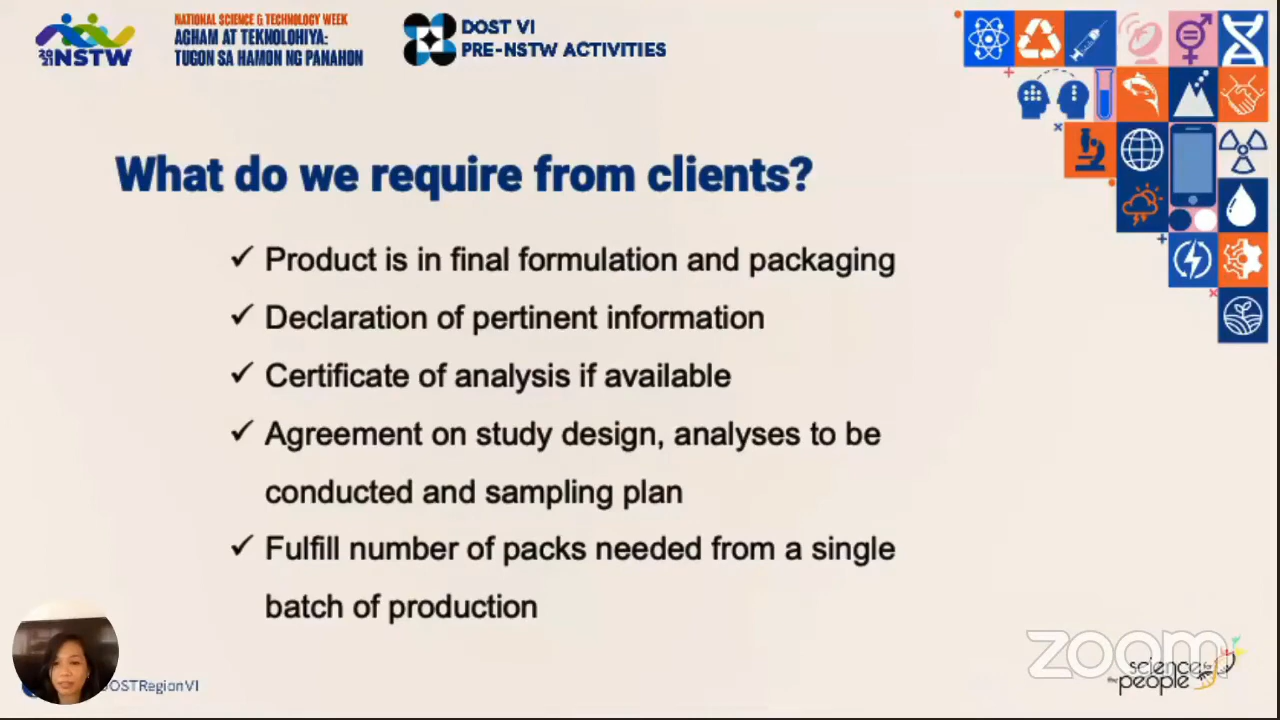 2021 NSTW
NATIONAL SCIENCE & TECHNOLOGY WEEK
AGHAM AT TEKNOLOHIYA:
TUGON SA HAMON NG PANAHON
DOST VI
PRE-NSTW ACTIVITIES
What do we require from clients?
✓ Product is in final formulation and packaging
✓ Declaration of pertinent information
✓ Certificate of analysis if available
✓ Agreement on study design, analyses to be
conducted and sampling plan
✓ Fulfill number of packs needed from a single
batch of production
OSTRegionVI
zoom
science
the people